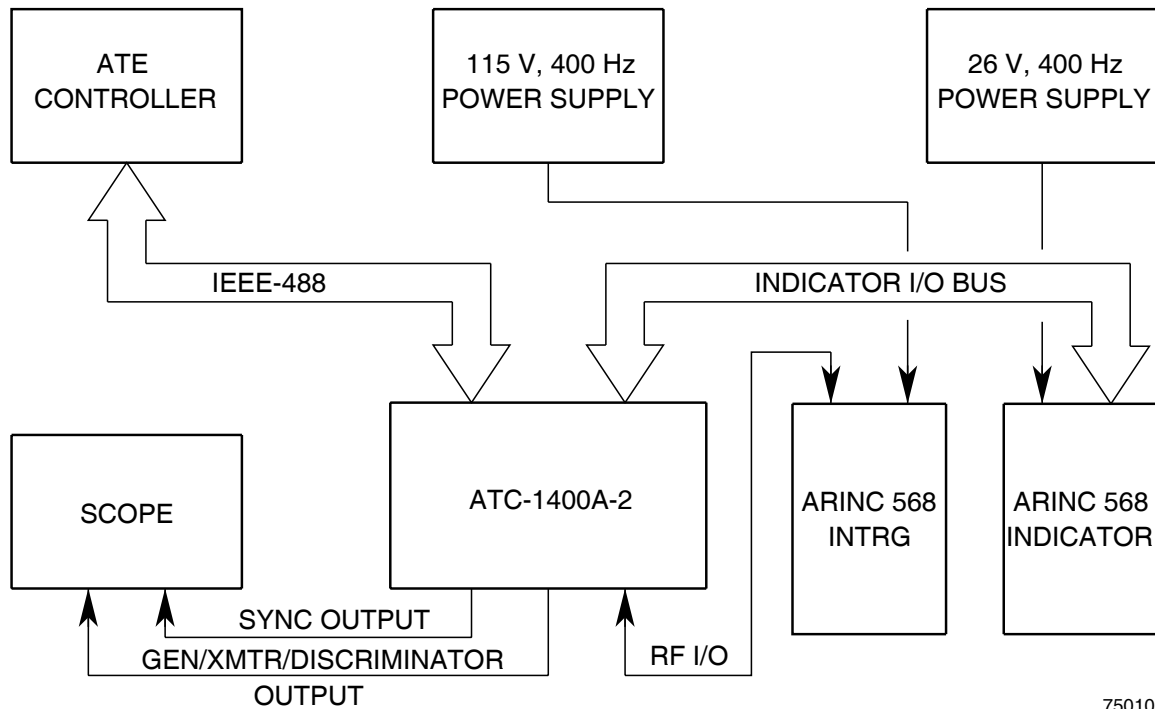 ATE
CONTROLLER
115 V, 400 Hz
POWER SUPPLY
26 V, 400 Hz
POWER SUPPLY
IEEE-488
INDICATOR I/O BUS
SCOPE
ATC-1400A-2
ARINC 568
INTRG
ARINC 568
INDICATOR
SYNC OUTPUT
GEN/XMTR/DISCRIMINATOR
OUTPUT
RF I/O
75010